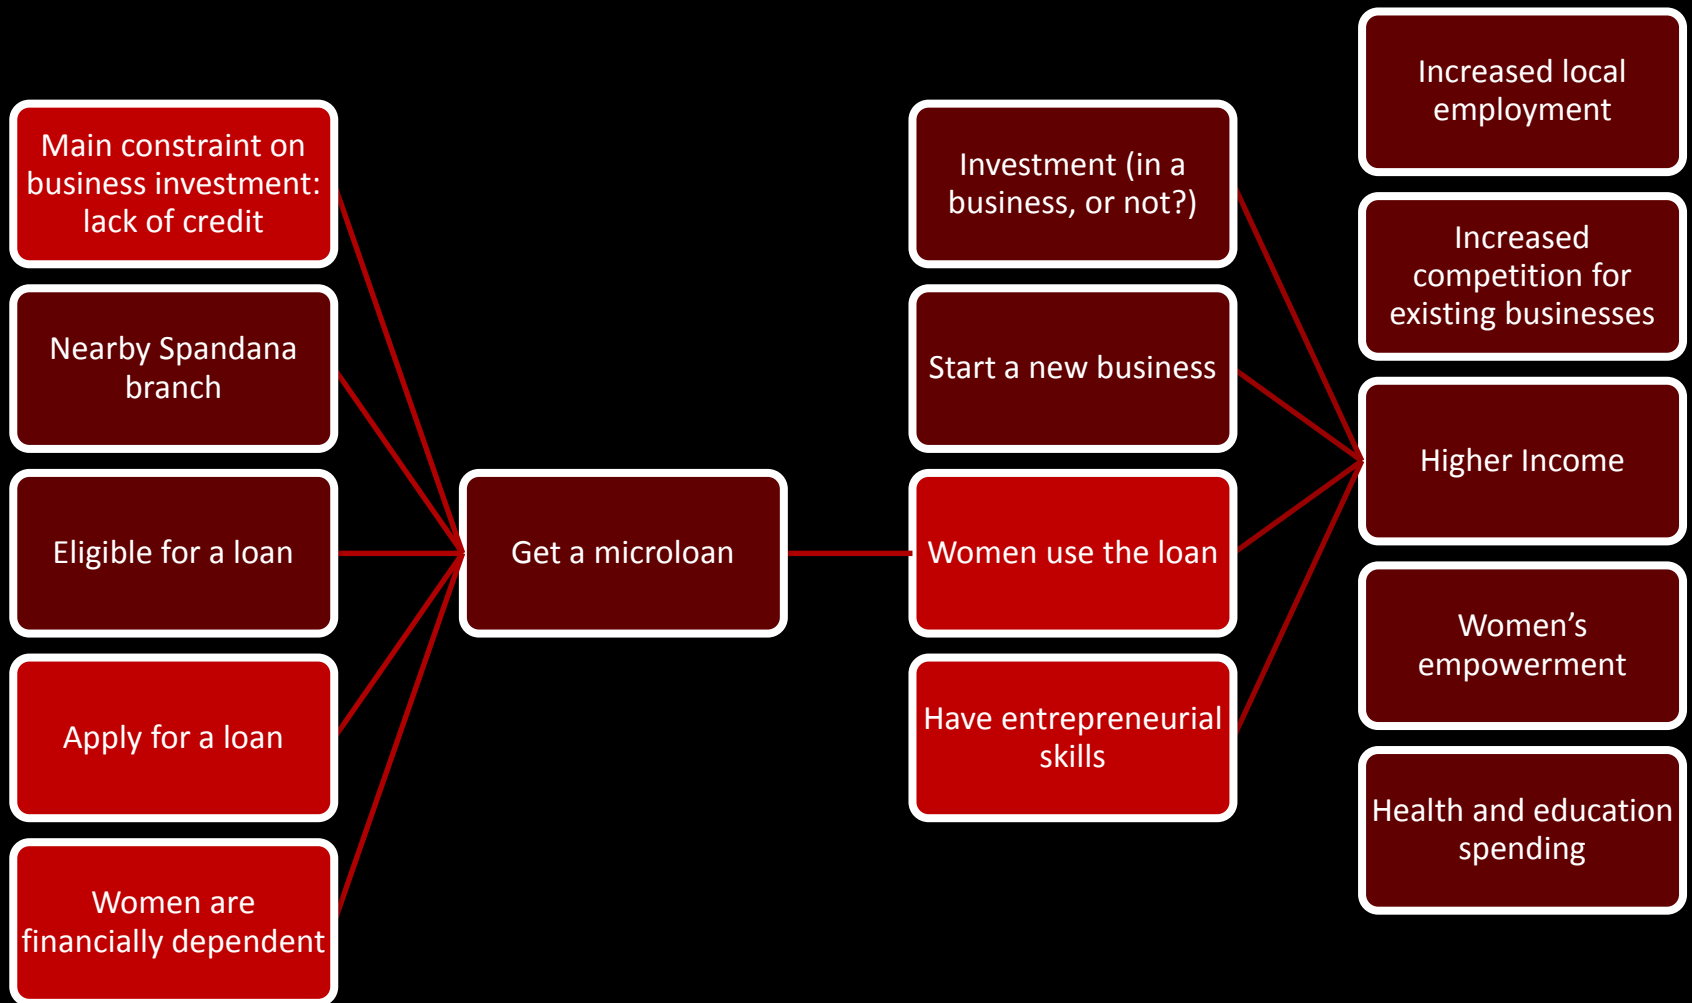 Main constraint on
business investment:
lack of credit
Nearby Spandana
branch
Eligible for a loan
Apply for a loan
Women are
financially dependent
Get a microloan
Investment (in a
business, or not?)
Start a new business
Women use the loan
Have entrepreneurial
skills
Increased local
employment
Increased
competition for
existing businesses
Higher Income
Women’s
empowerment
Health and education
spending